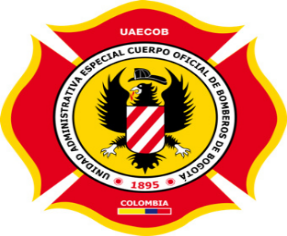 UAECOB
UNIDAD ADMINISTRATIVA ESPECIAL CUERPO OFICIAL DE BOMBEROS DE BOGOTÁ
1895
COLOMBIA